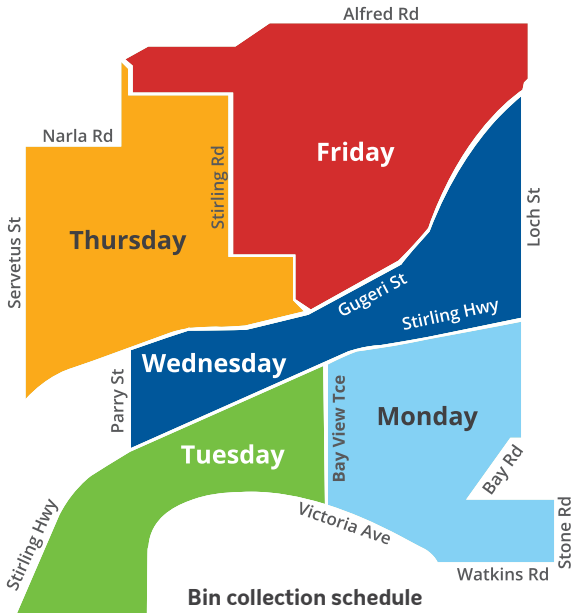 Alfred Rd
Narla Rd
Friday
Stirling Rd
Thursday
Servetus St
Loch St
Gugeri St
Stirling Hwy
Wednesday
Parry St
Bay View Tce
Monday
Tuesday
Bay Rd
Victoria Ave
Stone Rd
Stirling Hwy
Watkins Rd
Bin collection schedule